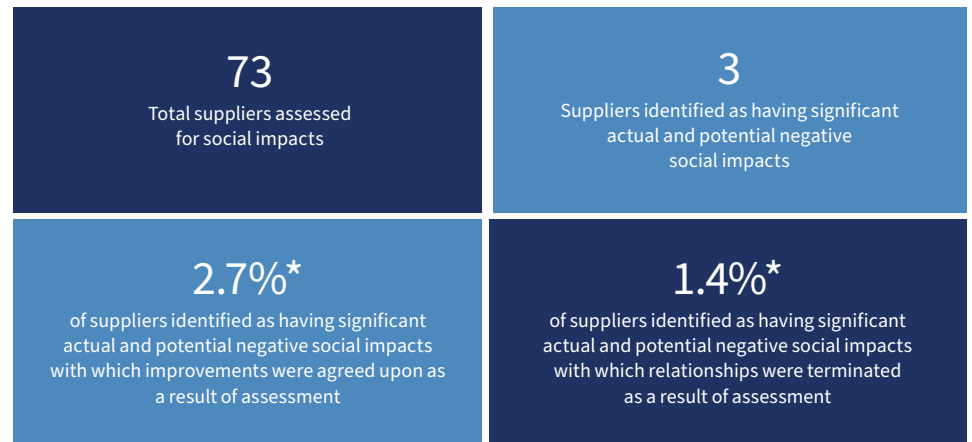 73
Total suppliers assessed
for social impacts
3
Suppliers identified as having significant
actual and potential negative
social impacts
2.7%*
of suppliers identified as having significant
actual and potential negative social impacts
with which improvements were agreed upon as
a result of assessment
1.4%*
of suppliers identified as having significant
actual and potential negative social impacts
with which relationships were terminated
as a result of assessment